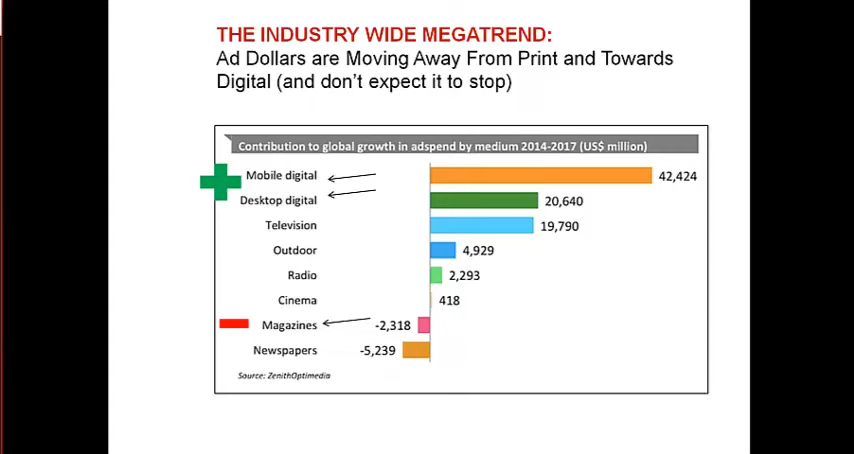 THE INDUSTRY WIDE MEGATREND:
Ad Dollars are Moving Away From Print and Towards
Digital (and don't expect it to stop)
Contribution to global growth in adspend by medium 2014-2017 (US$ million)
Mobile digital 42,424
Desktop digital 20,640
Television 19,790
Outdoor 4,929
Radio 2,293
Cinema 418
Magazines -2,318
Newspapers -5,239
Source: ZenithOptimedia